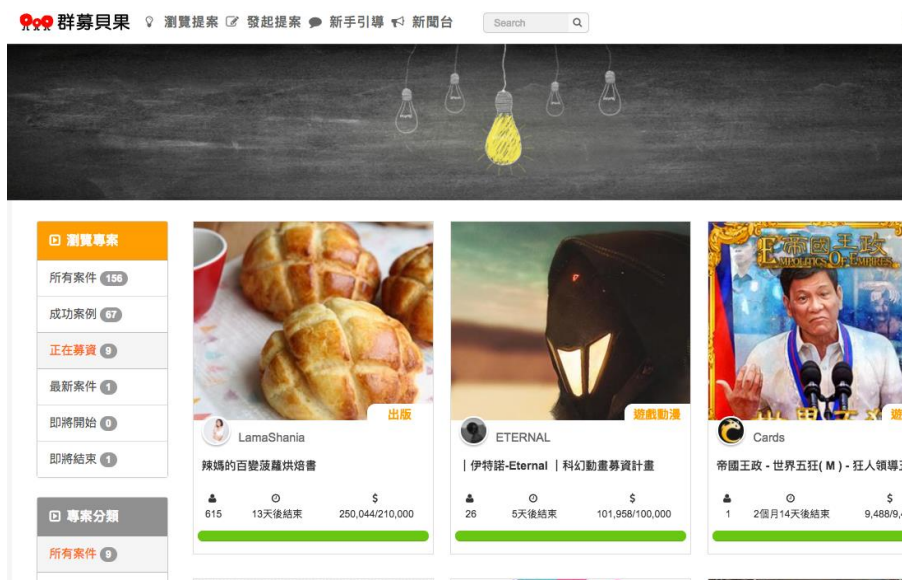 群募貝果 瀏覽提案 發起提案 新手引導 新聞台 Search
瀏覽專案
所有案件 156
成功案例 67
正在募資 9
最新案件 1
即將開始 0
即將結束 1
專案分類
所有案件 9
出版
LamaShania
辣媽的百變菠蘿烘焙書
615 13天後結束 250,044/210,000
遊戲動漫
ETERNAL
｜伊特諾-Eternal ｜科幻動畫募資計畫
26 5天後結束 101,958/100,000
帝國王政
EMPOLITICS OF EMPIRES
遊
Cards
帝國王政 - 世界五狂( M ) - 狂人領導
1 2個月14天後結束 9,488/9,